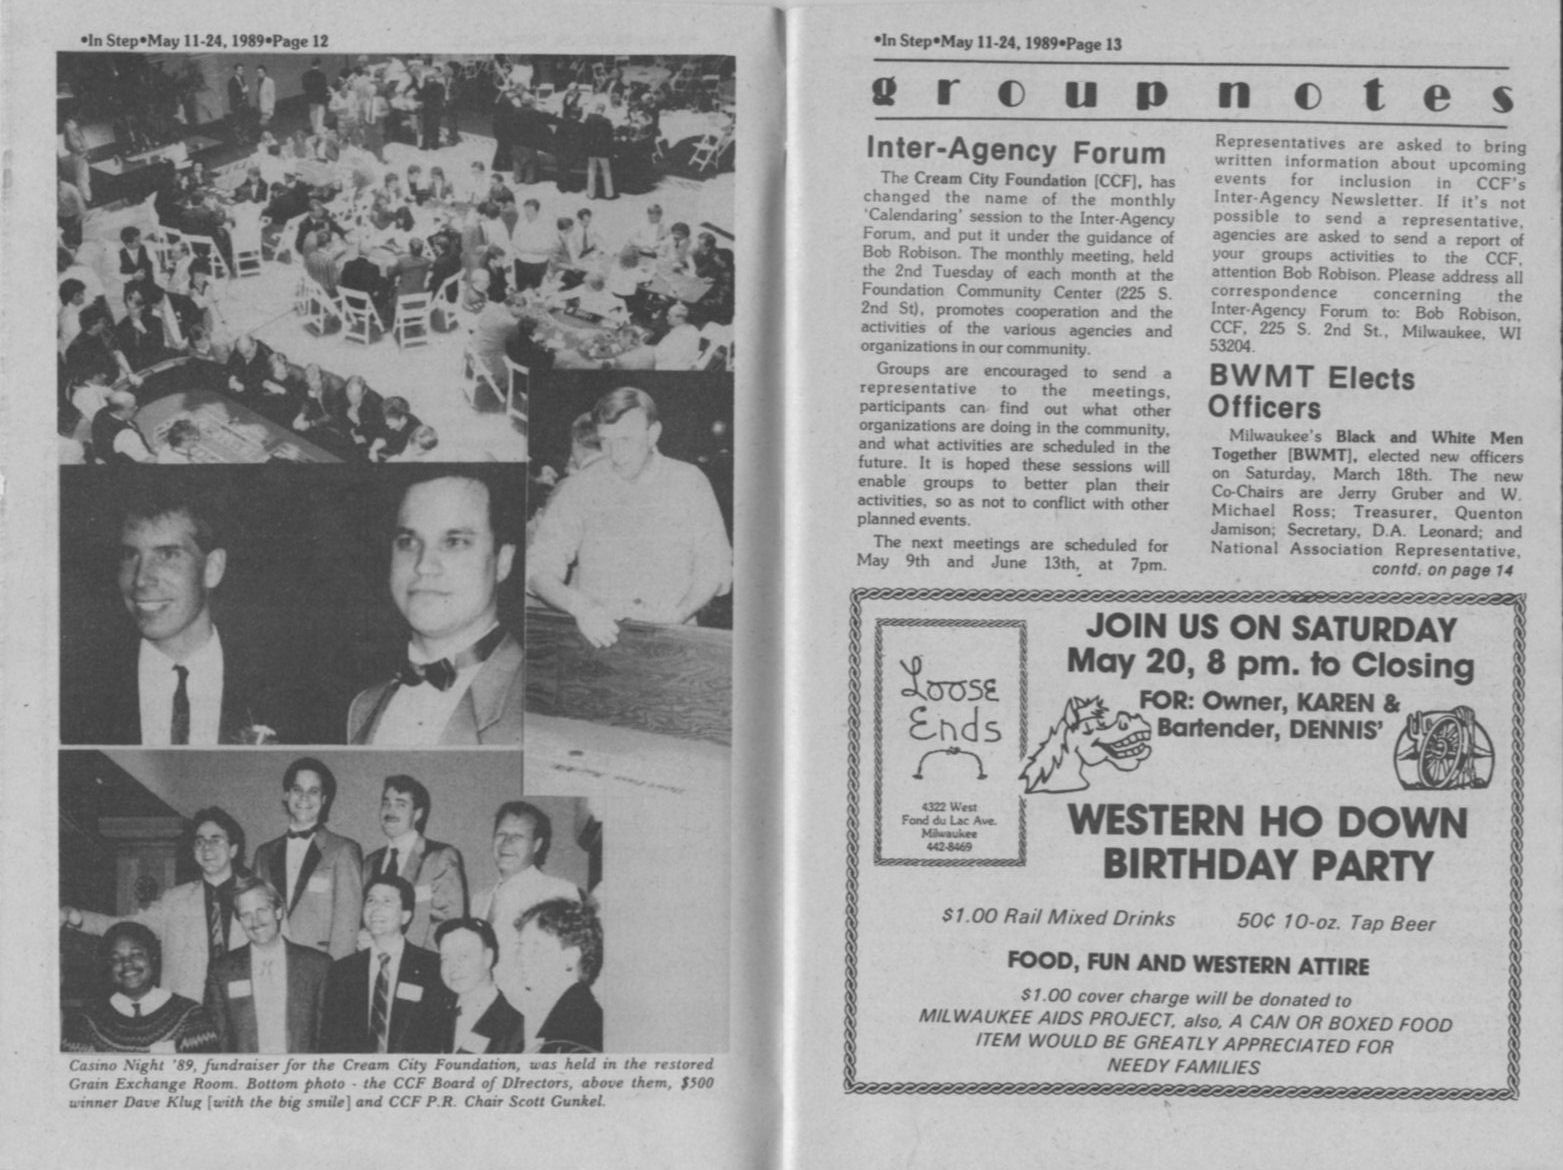 •In Step•May 11-24, 1989•Page 12
Casino Night '89, fundraiser for the Cream City Foundation, was held in the restored
Grain Exchange Room. Bottom photo - the CCF Board of DIrectors, above them, $500
winner Dave Klug [with the big smile] and CCF P.R. Chair Scott Gunkel.
•In Step•May 11-24, 1989•Page 13
group notes
Inter-Agency Forum
The Cream City Foundation [CCF], has
changed the name of the monthly
'Calendaring' session to the Inter-Agency
Forum, and put it under the guidance of
Bob Robison. The monthly meeting, held
the 2nd Tuesday of each month at the
Foundation Community Center (225 S.
2nd St), promotes cooperation and the
activities of the various agencies and
organizations in our community.
Groups are encouraged to send a
representative to the meetings,
participants can find out what other
organizations are doing in the community,
and what activities are scheduled in the
future. It is hoped these sessions will
enable groups to better plan their
activities, so as not to conflict with other
planned events.
The next meetings are scheduled for
May 9th and June 13th, at 7pm.
Representatives are asked to bring
written information about upcoming
events for inclusion in CCF's
Inter-Agency Newsletter. If it's not
possible to send a representative,
agencies are asked to send a report of
your groups activities to the CCF,
attention Bob Robison. Please address all
correspondence concerning the
Inter-Agency Forum to: Bob Robison,
CCF, 225 S. 2nd St., Milwaukee, WI
53204.
BWMT Elects
Officers
Milwaukee's Black and White Men
Together [BWMT], elected new officers
on Saturday, March 18th. The new
Co-Chairs are Jerry Gruber and W.
Michael Ross; Treasurer, Quenton
Jamison; Secretary, D.A. Leonard; and
National Association Representative,
contd. on page 14
Loose
Ends
4322 West
Fond du Lac Ave.
Milwaukee
442-8469
JOIN US ON SATURDAY
May 20, 8 pm. to Closing
FOR: Owner, KAREN &
Bartender, DENNIS'
WESTERN HO DOWN
BIRTHDAY PARTY
$1.00 Rail Mixed Drinks 50¢ 10-oz. Tap Beer
FOOD, FUN AND WESTERN ATTIRE
$1.00 cover charge will be donated to
MILWAUKEE AIDS PROJECT, also, A CAN OR BOXED FOOD
ITEM WOULD BE GREATLY APPRECIATED FOR
NEEDY FAMILIES